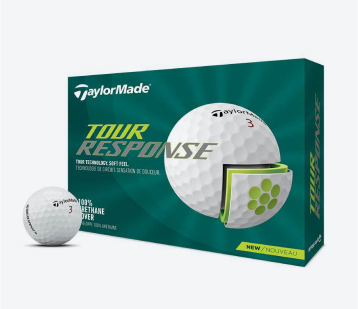 TaylorMade
TaylorMade
3
TOUR
RESPONSE
TOUR TECHNOLOGY. SOFT FEEL.
TECHNOLOGIE DE CIRCUIT. SENSATION DE DOUCEUR.
3
100%
URETHANE
COVER
NEW / NOUVEAU